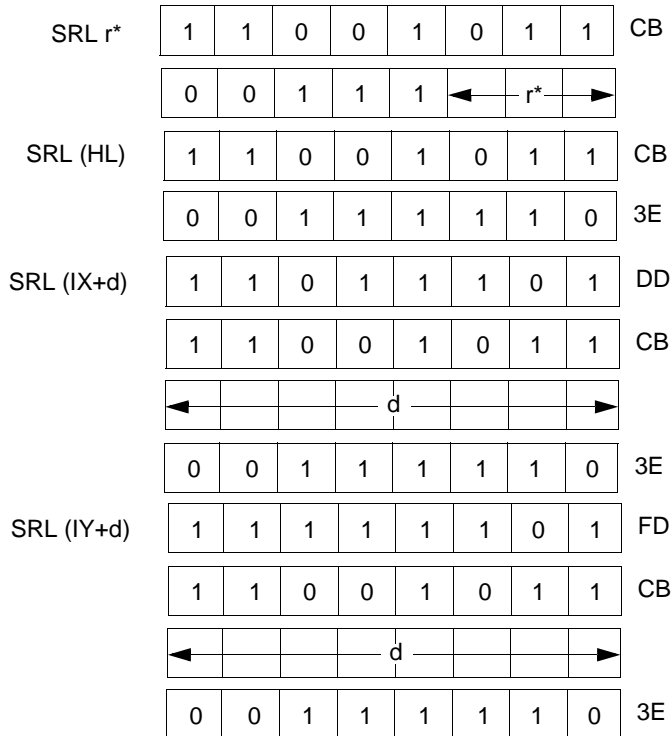 SRL r* 1 1 0 0 1 0 1 1 CB
0 0 1 1 1 r*
SRL (HL) 1 1 0 0 1 0 1 1 CB
0 0 1 1 1 1 1 0 3E
SRL (IX+d) 1 1 0 1 1 1 0 1 DD
1 1 0 0 1 0 1 1 CB
d
0 0 1 1 1 1 1 0 3E
SRL (IY+d) 1 1 1 1 1 1 0 1 FD
1 1 0 0 1 0 1 1 CB
d
0 0 1 1 1 1 1 0 3E